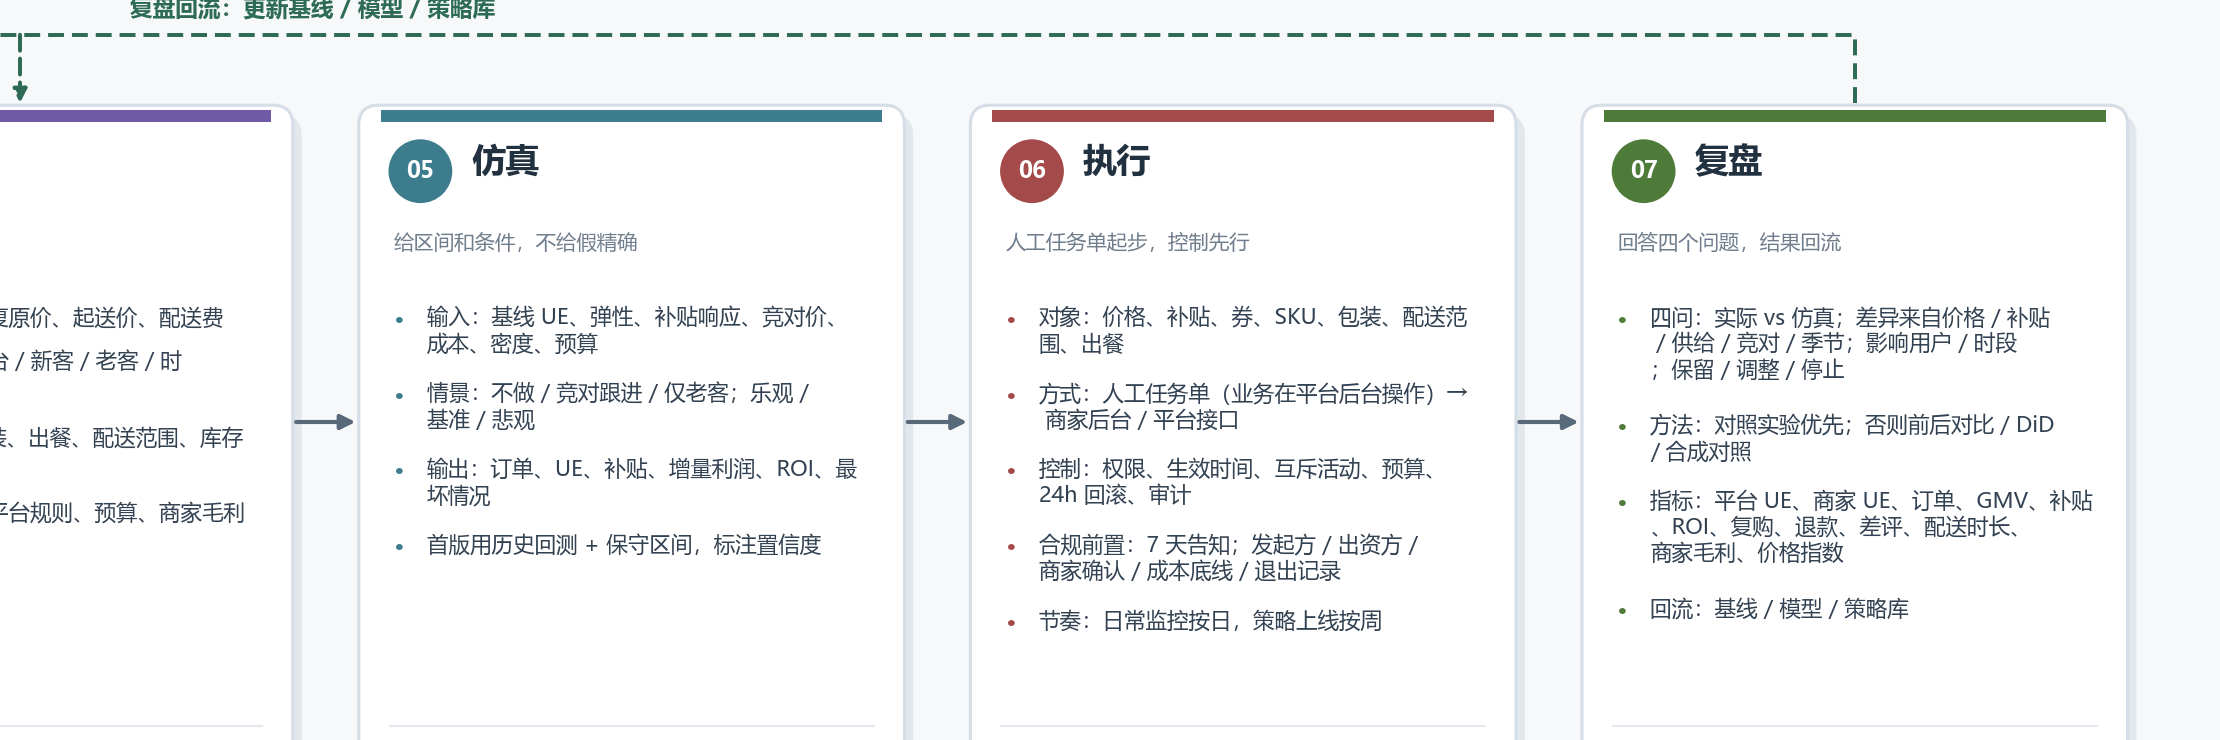 复盘回流：更新基线 / 模型 / 策略库
原价、起送价、配送费
/ 新客 / 老客 / 时
、出餐、配送范围、库存
平台规则、预算、商家毛利
05 仿真
给区间和条件，不给假精确
• 输入：基线 UE、弹性、补贴响应、竞对价、
成本、密度、预算
• 情景：不做 / 竞对跟进 / 仅老客；乐观 /
基准 / 悲观
• 输出：订单、UE、补贴、增量利润、ROI、最
坏情况
• 首版用历史回测 + 保守区间，标注置信度
06 执行
人工任务单起步，控制先行
• 对象：价格、补贴、券、SKU、包装、配送范
围、出餐
• 方式：人工任务单（业务在平台后台操作）→
商家后台 / 平台接口
• 控制：权限、生效时间、互斥活动、预算、
24h 回滚、审计
• 合规前置：7 天告知；发起方 / 出资方 /
商家确认 / 成本底线 / 退出记录
• 节奏：日常监控按日，策略上线按周
07 复盘
回答四个问题，结果回流
• 四问：实际 vs 仿真；差异来自价格 / 补贴
/ 供给 / 竞对 / 季节；影响用户 / 时段
；保留 / 调整 / 停止
• 方法：对照实验优先；否则前后对比 / DiD
/ 合成对照
• 指标：平台 UE、商家 UE、订单、GMV、补贴
、ROI、复购、退款、差评、配送时长、
商家毛利、价格指数
• 回流：基线 / 模型 / 策略库